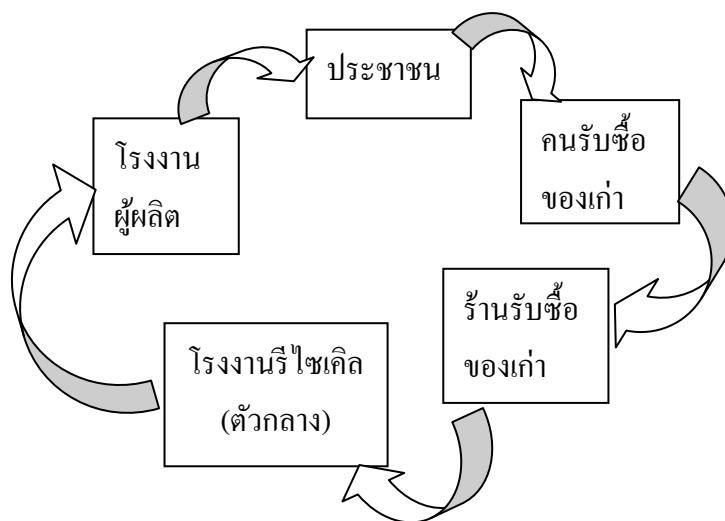 ประชาชน
คนรับซื้อ
ของเก่า
ร้านรับซื้อ
ของเก่า
โรงงานรีไซเคิล
(ตัวกลาง)
โรงงาน
ผู้ผลิต